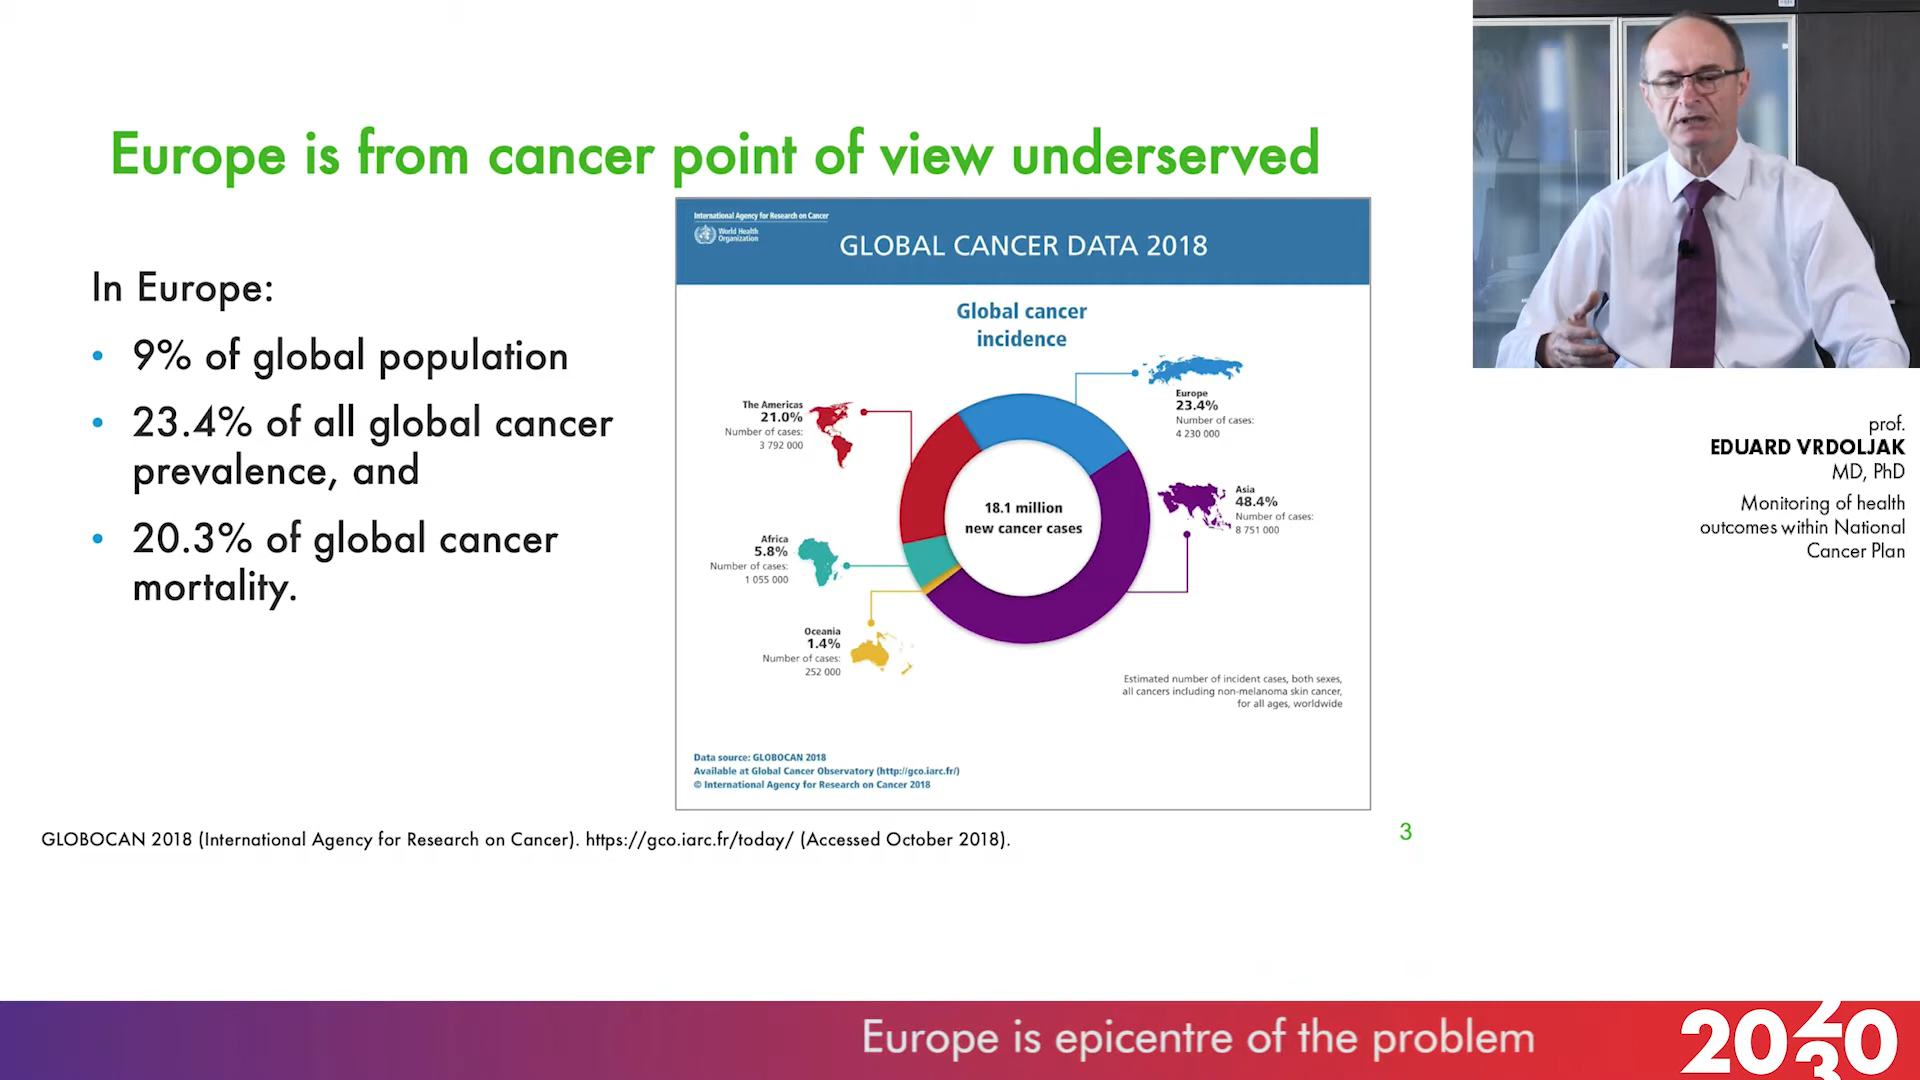 Europe is from cancer point of view underserved
In Europe:
• 9% of global population
• 23.4% of all global cancer
prevalence, and
• 20.3% of global cancer
mortality.
International Agency for Research on Cancer
World Health
Organization
GLOBAL CANCER DATA 2018
Global cancer
incidence
Europe
23.4%
Number of cases:
4 230 000
The Americas
21.0%
Number of cases:
3 792 000
18.1 million
new cancer cases
Asia
48.4%
Number of cases:
8 751 000
Africa
5.8%
Number of cases:
1 055 000
Oceania
1.4%
Number of cases:
252 000
Estimated number of incident cases, both sexes,
all cancers including non-melanoma skin cancer,
for all ages, worldwide
Data source: GLOBOCAN 2018
Available at Global Cancer Observatory (http://gco.iarc.fr/)
© International Agency for Research on Cancer 2018
GLOBOCAN 2018 (International Agency for Research on Cancer). https://gco.iarc.fr/today/ (Accessed October 2018).
3
prof.
EDUARD VRDOLJAK
MD, PhD
Monitoring of health
outcomes within National
Cancer Plan
Europe is epicentre of the problem
2020
30